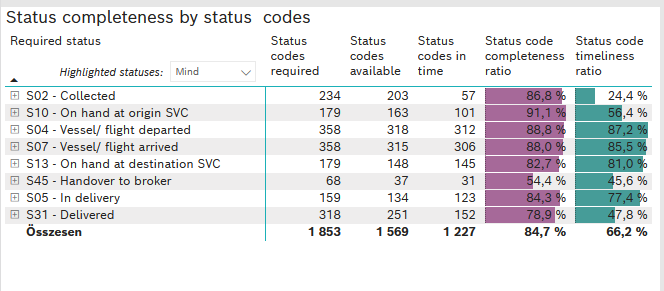 Status completeness by status codes
Required status Status codes required Status codes available Status codes in time Status code completeness ratio Status code timeliness ratio
Highlighted statuses: Mind
S02 - Collected 234 203 57 86,8 % 24,4 %
S10 - On hand at origin SVC 179 163 101 91,1 % 56,4 %
S04 - Vessel/ flight departed 358 318 312 88,8 % 87,2 %
S07 - Vessel/ flight arrived 358 315 306 88,0 % 85,5 %
S13 - On hand at destination SVC 179 148 145 82,7 % 81,0 %
S45 - Handover to broker 68 37 31 54,4 % 45,6 %
S05 - In delivery 159 134 123 84,3 % 77,4 %
S31 - Delivered 318 251 152 78,9 % 47,8 %
Összesen 1 853 1 569 1 227 84,7 % 66,2 %